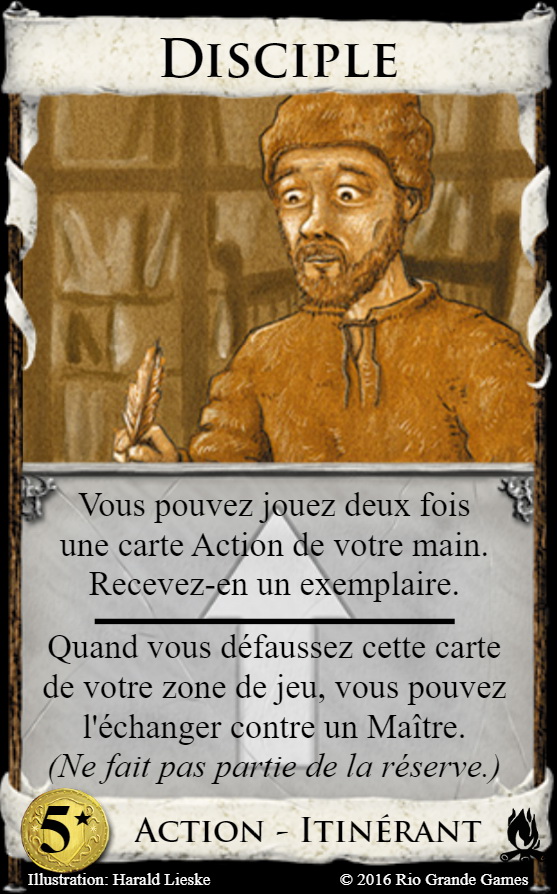 Disciple
Vous pouvez jouez deux fois
une carte Action de votre main.
Recevez-en un exemplaire.
Quand vous défaussez cette carte
de votre zone de jeu, vous pouvez
l'échanger contre un Maître.
(Ne fait pas partie de la réserve.)
5* Action - Itinérant
Illustration: Harald Lieske © 2016 Rio Grande Games